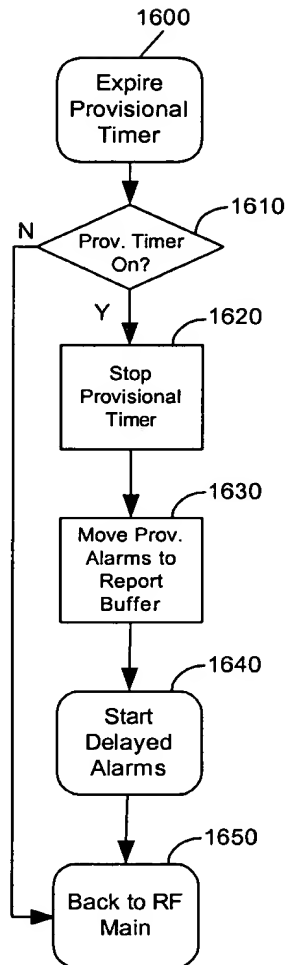 1600
Expire
Provisional
Timer
1610
N
Prov. Timer
On?
Y
1620
Stop
Provisional
Timer
1630
Move Prov.
Alarms to
Report
Buffer
1640
Start
Delayed
Alarms
1650
Back to RF
Main